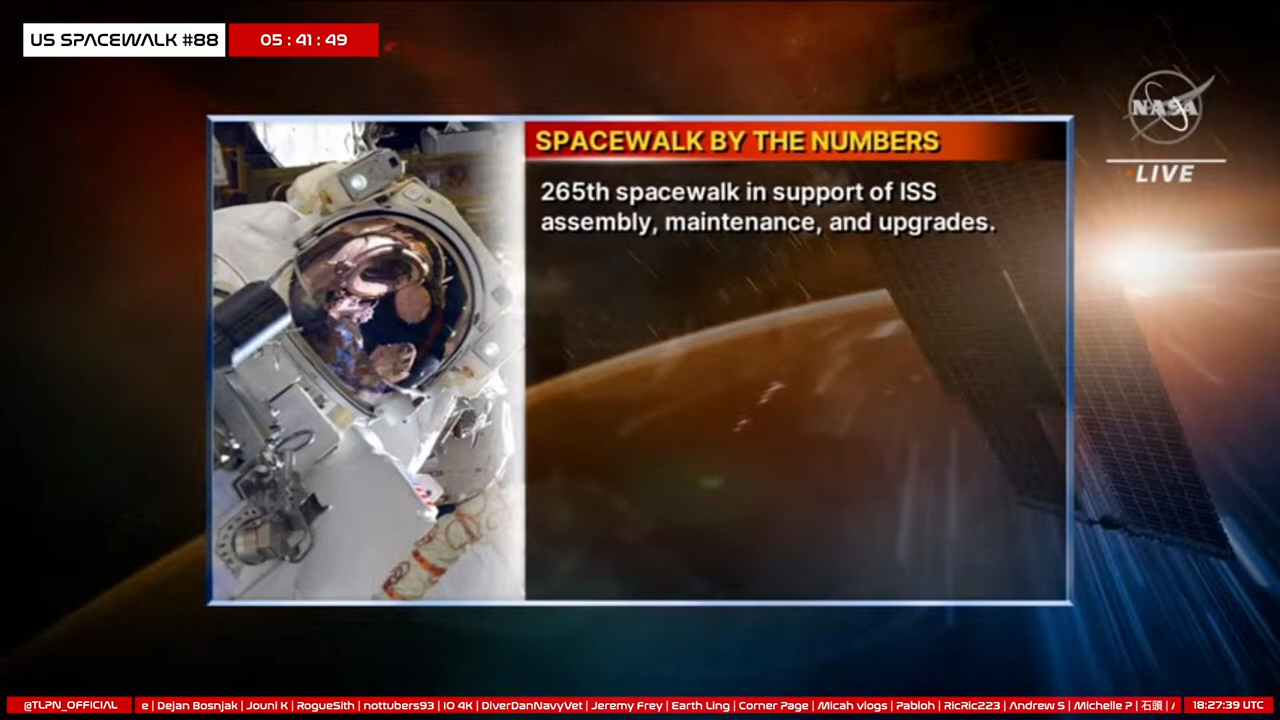 US SPACEWALK #88
05 : 41 : 49
NASA
LIVE
SPACEWALK BY THE NUMBERS
265th spacewalk in support of ISS
assembly, maintenance, and upgrades.
@TLPN_OFFICIAL
e | Dejan Bosnjak | Jouni K | RogueSith | nottubers93 | IO 4K | DiverDanNavyVet | Jeremy Frey | Earth Ling | Corner Page | Micah vlogs | Pabloh | RicRic223 | Andrew S | Michelle P | 石頭 |
18:27:39 UTC